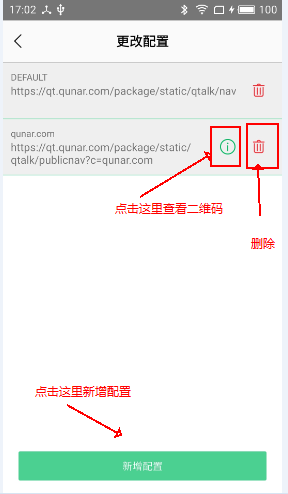 17:02
更改配置
DEFAULT
https://qt.qunar.com/package/static/qtalk/nav
qunar.com
https://qt.qunar.com/package/static/
qtalk/publicnav?c=qunar.com
点击这里查看二维码
删除
点击这里新增配置
新增配置